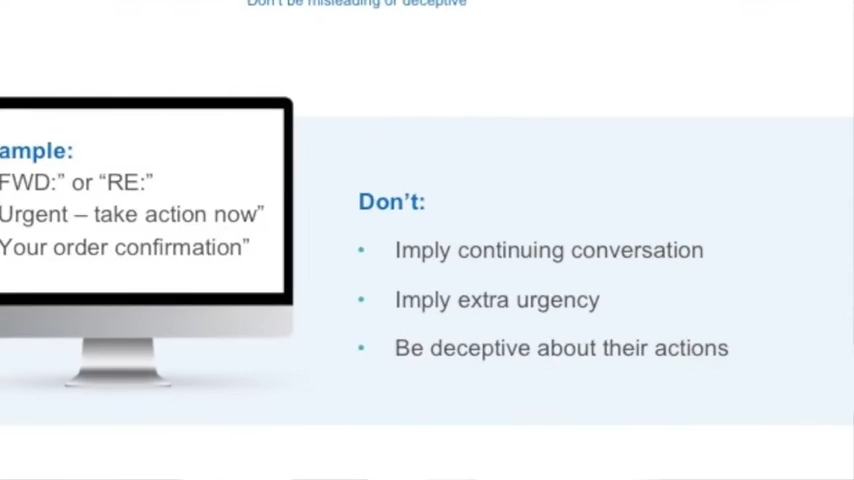 Don't be misleading or deceptive
ample:
FWD:” or “RE:”
Urgent – take action now”
Your order confirmation”
Don’t:
• Imply continuing conversation
• Imply extra urgency
• Be deceptive about their actions